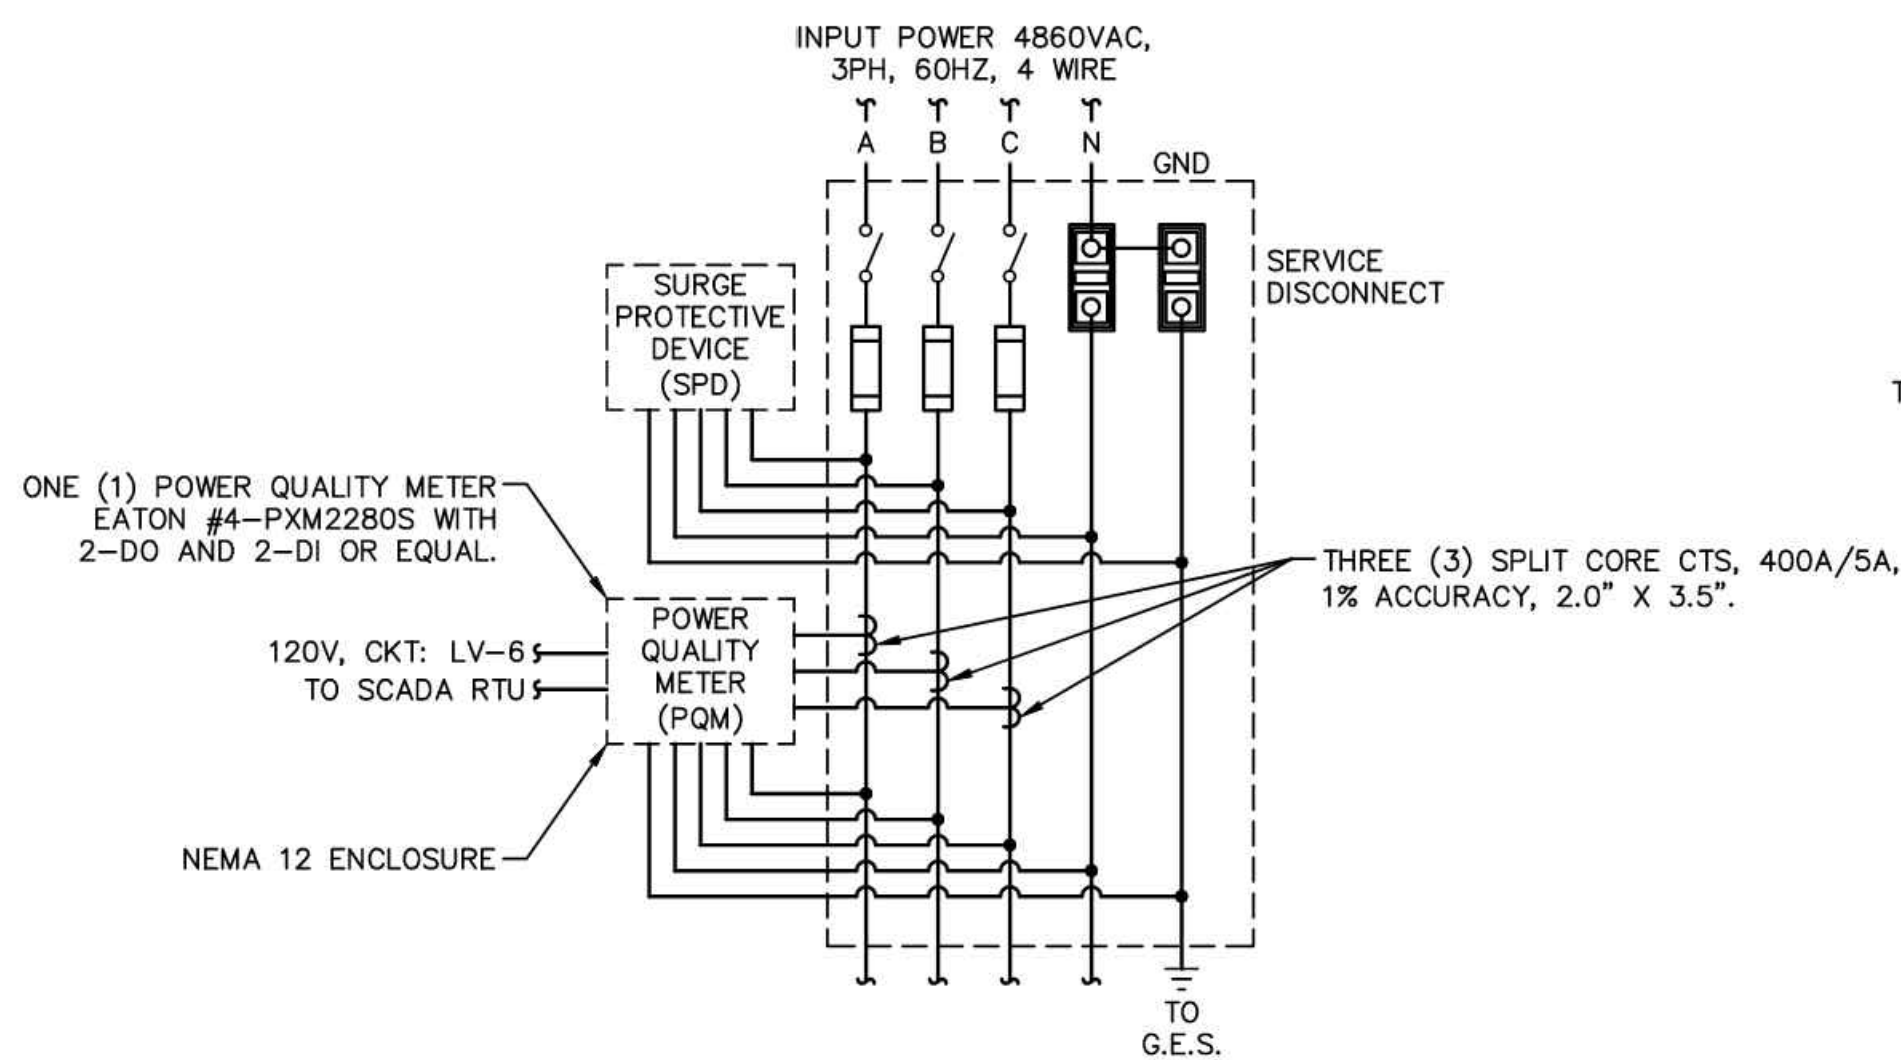 INPUT POWER 4860VAC,
3PH, 60HZ, 4 WIRE
A B C N
GND
SERVICE
DISCONNECT
SURGE
PROTECTIVE
DEVICE
(SPD)
ONE (1) POWER QUALITY METER
EATON #4-PXM2280S WITH
2-DO AND 2-DI OR EQUAL.
THREE (3) SPLIT CORE CTS, 400A/5A,
1% ACCURACY, 2.0" X 3.5".
POWER
QUALITY
METER
(PQM)
120V, CKT: LV-6
TO SCADA RTU
NEMA 12 ENCLOSURE
TO
G.E.S.